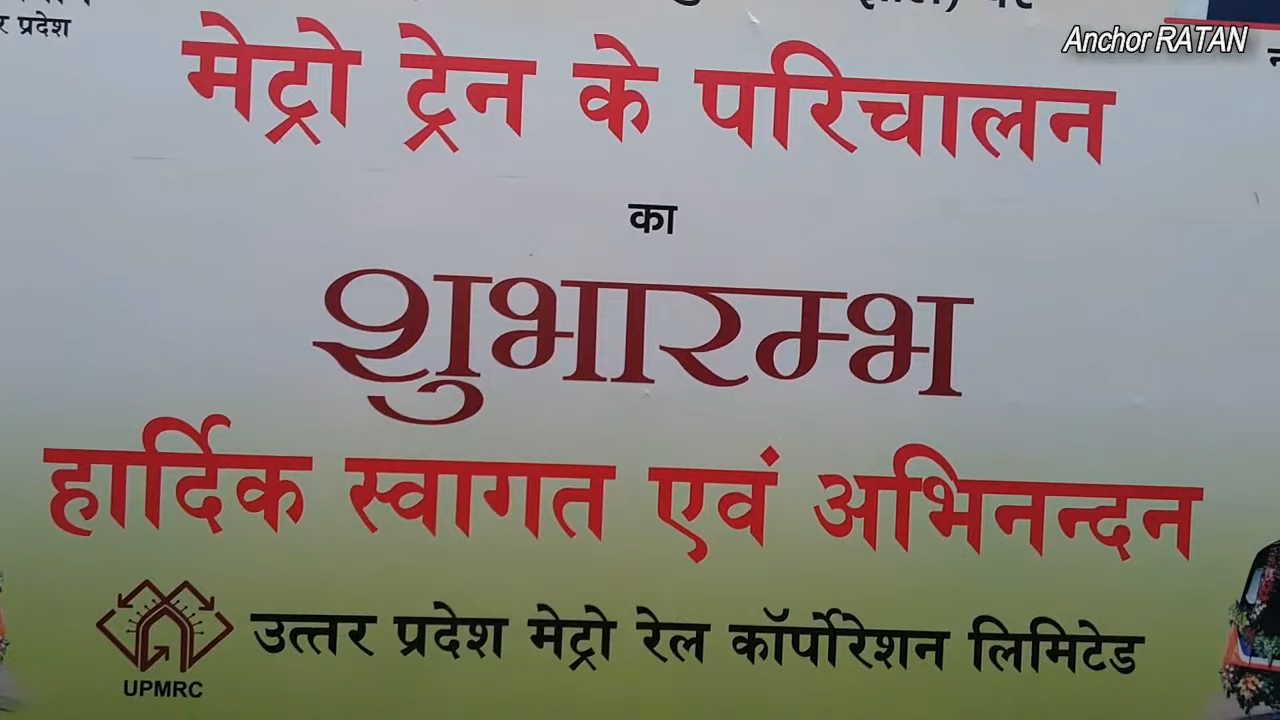 र प्रदेश
Anchor RATAN
मेट्रो ट्रेन के परिचालन
का
शुभारम्भ
हार्दिक स्वागत एवं अभिनन्दन
उत्तर प्रदेश मेट्रो रेल कॉर्पोरेशन लिमिटेड
UPMRC